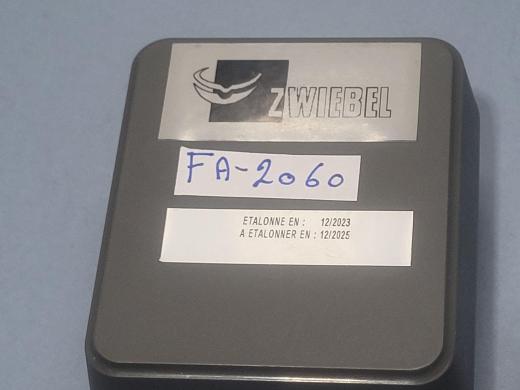 ZWIEBEL
FA-2060
ETALONNE EN : 12/2023
A ETALONNER EN : 12/2025